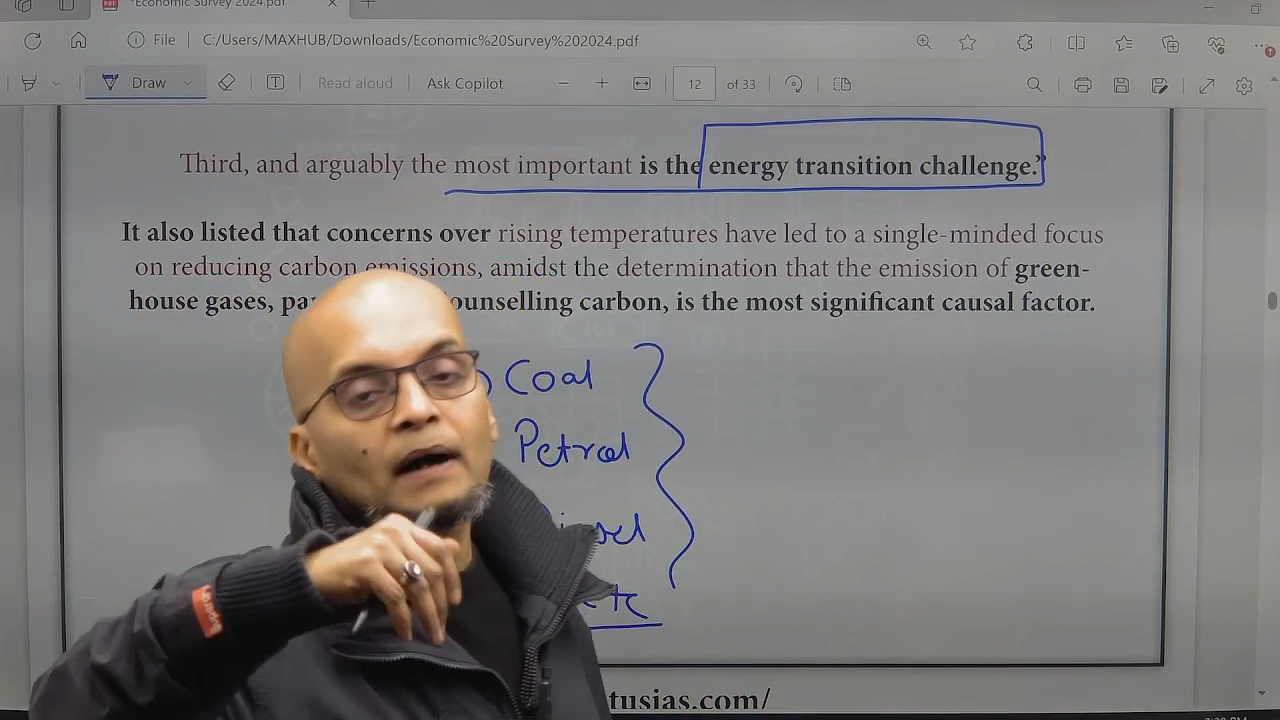 Economic Survey 2024.pdf
File C:/Users/MAXHUB/Downloads/Economic%20Survey%202024.pdf
Draw Read aloud Ask Copilot 12 of 33
Third, and arguably the most important is the energy transition challenge."
It also listed that concerns over rising temperatures have led to a single-minded focus
on reducing carbon emissions, amidst the determination that the emission of green-
house gases, ounselling carbon, is the most significant causal factor.
Coal
Petrol
etc
tusias.com/